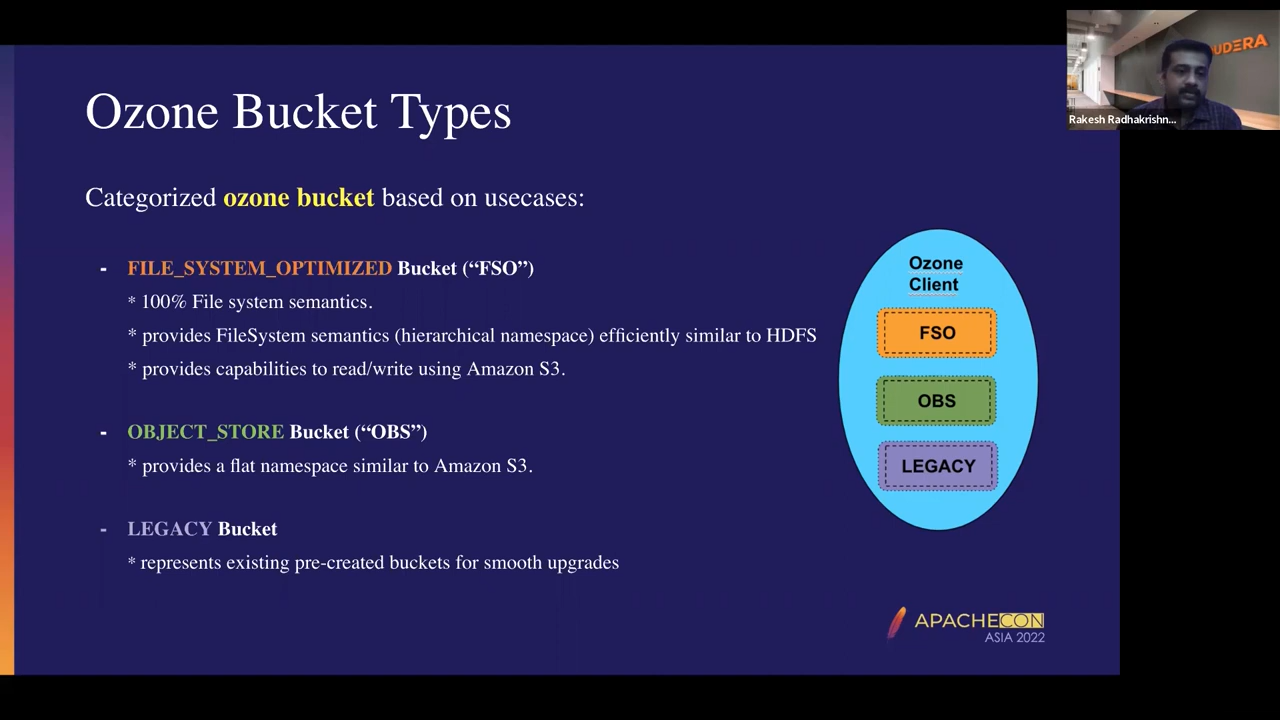 Ozone Bucket Types
Categorized ozone bucket based on usecases:
- FILE_SYSTEM_OPTIMIZED Bucket (“FSO”)
* 100% File system semantics.
* provides FileSystem semantics (hierarchical namespace) efficiently similar to HDFS
* provides capabilities to read/write using Amazon S3.
- OBJECT_STORE Bucket (“OBS”)
* provides a flat namespace similar to Amazon S3.
- LEGACY Bucket
* represents existing pre-created buckets for smooth upgrades
Ozone
Client
FSO
OBS
LEGACY
APACHECON
ASIA 2022
UDERA
Rakesh Radhakrishn...